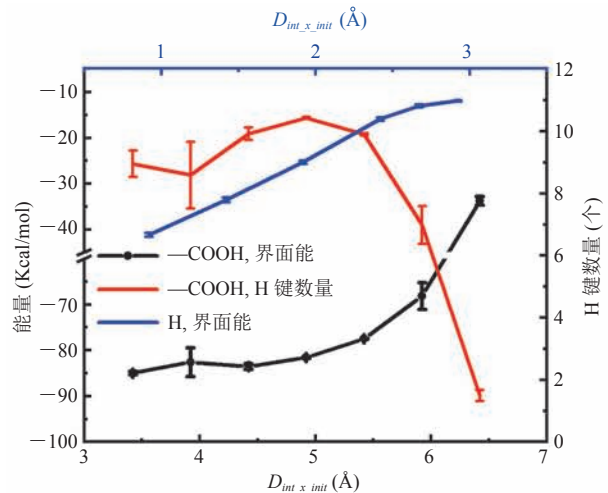 D_int_x_init (Å)
1 2 3
能量 (Kcal/mol)
−10
−20
−30
−40
−70
−80
−90
−100
—COOH, 界面能
—COOH, H 键数量
H, 界面能
12
10
8
6
4
2
0
H 键数量 (个)
3 4 5 6 7
D_int_x_init (Å)